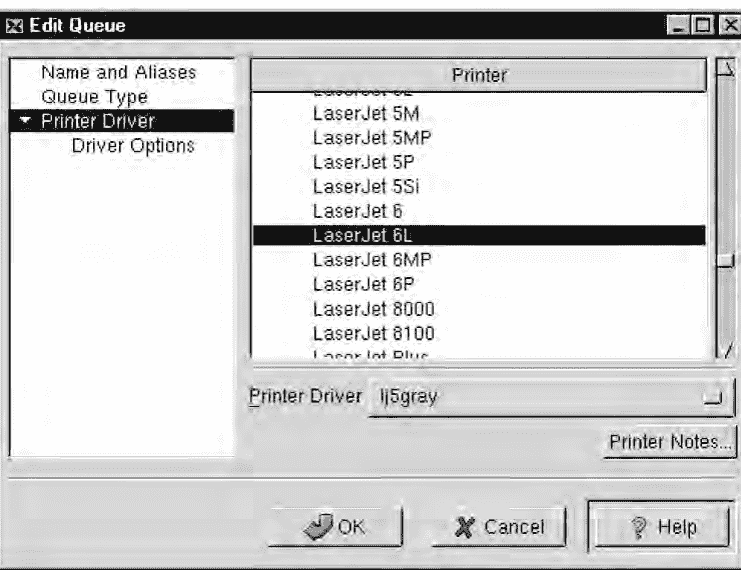 Edit Queue
Name and Aliases
Queue Type
Printer Driver
Driver Options
Printer
LaserJet 5M
LaserJet 5MP
LaserJet 5P
LaserJet 5Si
LaserJet 6
LaserJet 6L
LaserJet 6MP
LaserJet 6P
LaserJet 8000
LaserJet 8100
LaserJet Plus
Printer Driver lj5gray
Printer Notes...
OK Cancel Help